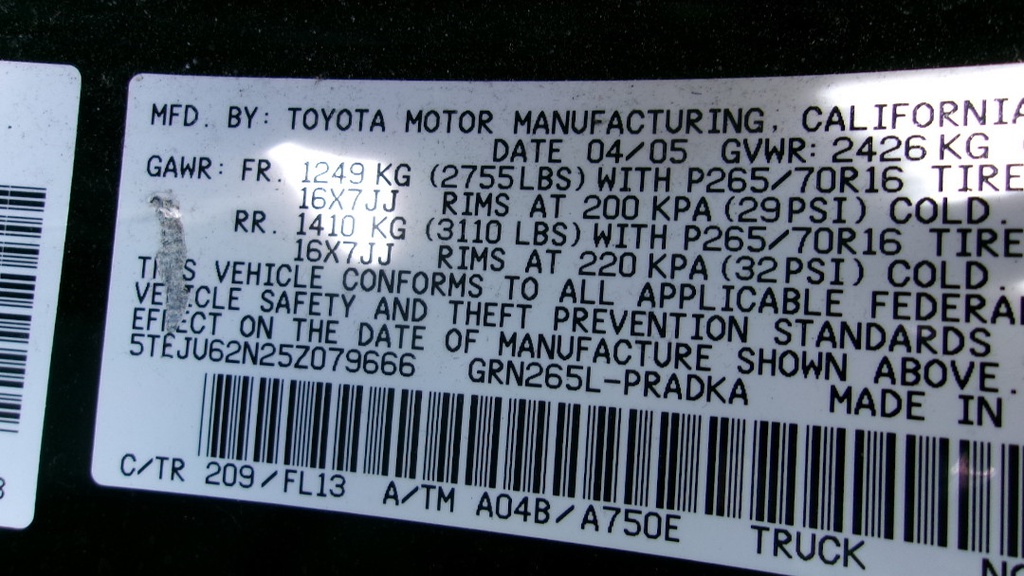 MFD. BY: TOYOTA MOTOR MANUFACTURING, CALIFORNIA
DATE 04/05 GVWR: 2426 KG
GAWR: FR. 1249 KG (2755LBS) WITH P265/70R16 TIRE
16X7JJ RIMS AT 200 KPA (29PSI) COLD.
RR. 1410 KG (3110 LBS) WITH P265/70R16 TIRE
16X7JJ RIMS AT 220 KPA (32PSI) COLD.
THIS VEHICLE CONFORMS TO ALL APPLICABLE FEDERAL
VEHICLE SAFETY AND THEFT PREVENTION STANDARDS
EFFECT ON THE DATE OF MANUFACTURE SHOWN ABOVE.
5TEJU62N25Z079666 GRN265L-PRADKA MADE IN
C/TR 209/FL13 A/TM A04B/A750E TRUCK